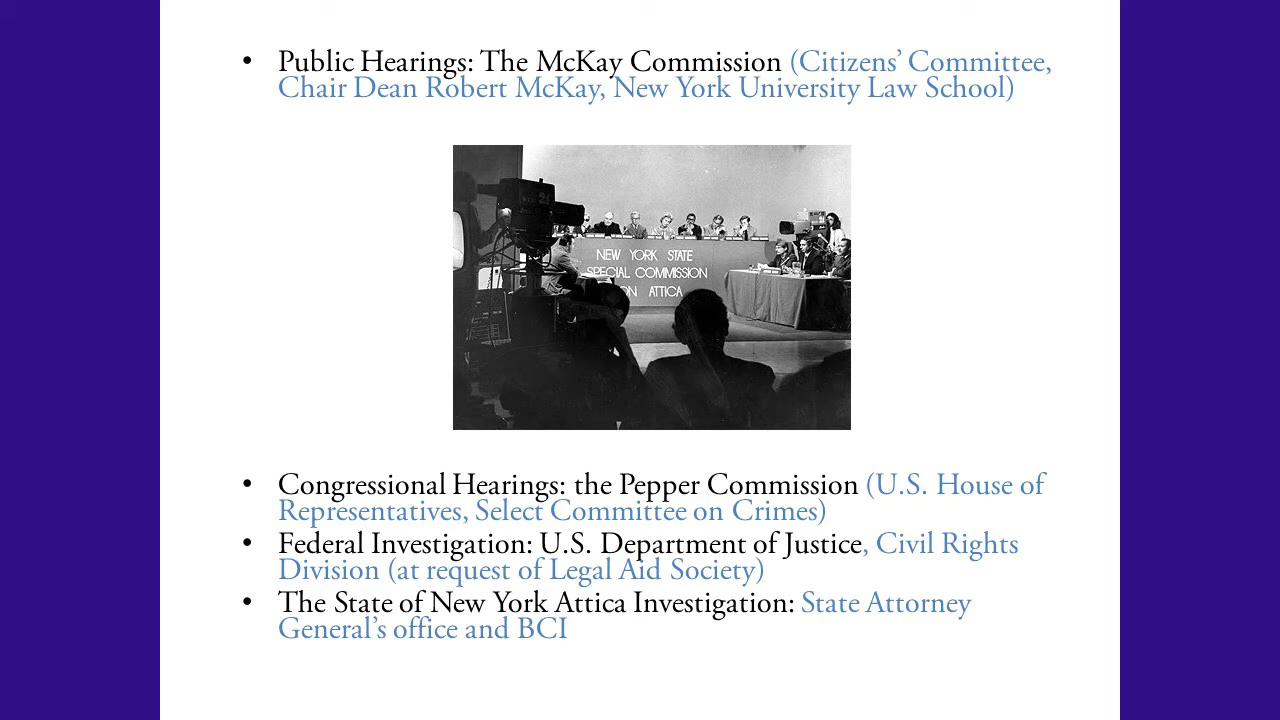 • Public Hearings: The McKay Commission (Citizens’ Committee,
Chair Dean Robert McKay, New York University Law School)
NEW YORK STATE
SPECIAL COMMISSION
ON ATTICA
• Congressional Hearings: the Pepper Commission (U.S. House of
Representatives, Select Committee on Crimes)
• Federal Investigation: U.S. Department of Justice, Civil Rights
Division (at request of Legal Aid Society)
• The State of New York Attica Investigation: State Attorney
General’s office and BCI